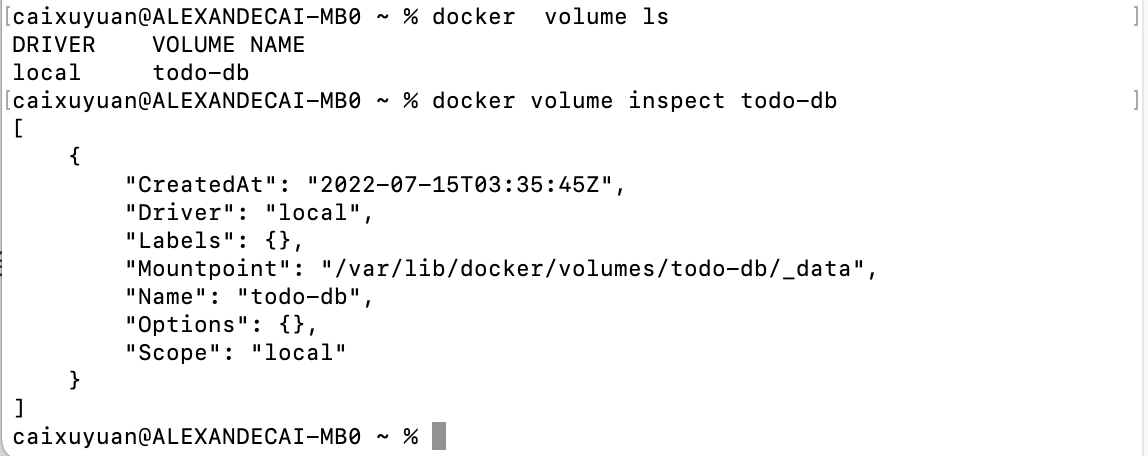 [caixuyuan@ALEXANDECAI-MB0 ~ % docker  volume ls ]
DRIVER    VOLUME NAME
local     todo-db
[caixuyuan@ALEXANDECAI-MB0 ~ % docker volume inspect todo-db ]
[
    {
        "CreatedAt": "2022-07-15T03:35:45Z",
        "Driver": "local",
        "Labels": {},
        "Mountpoint": "/var/lib/docker/volumes/todo-db/_data",
        "Name": "todo-db",
        "Options": {},
        "Scope": "local"
    }
]
caixuyuan@ALEXANDECAI-MB0 ~ %